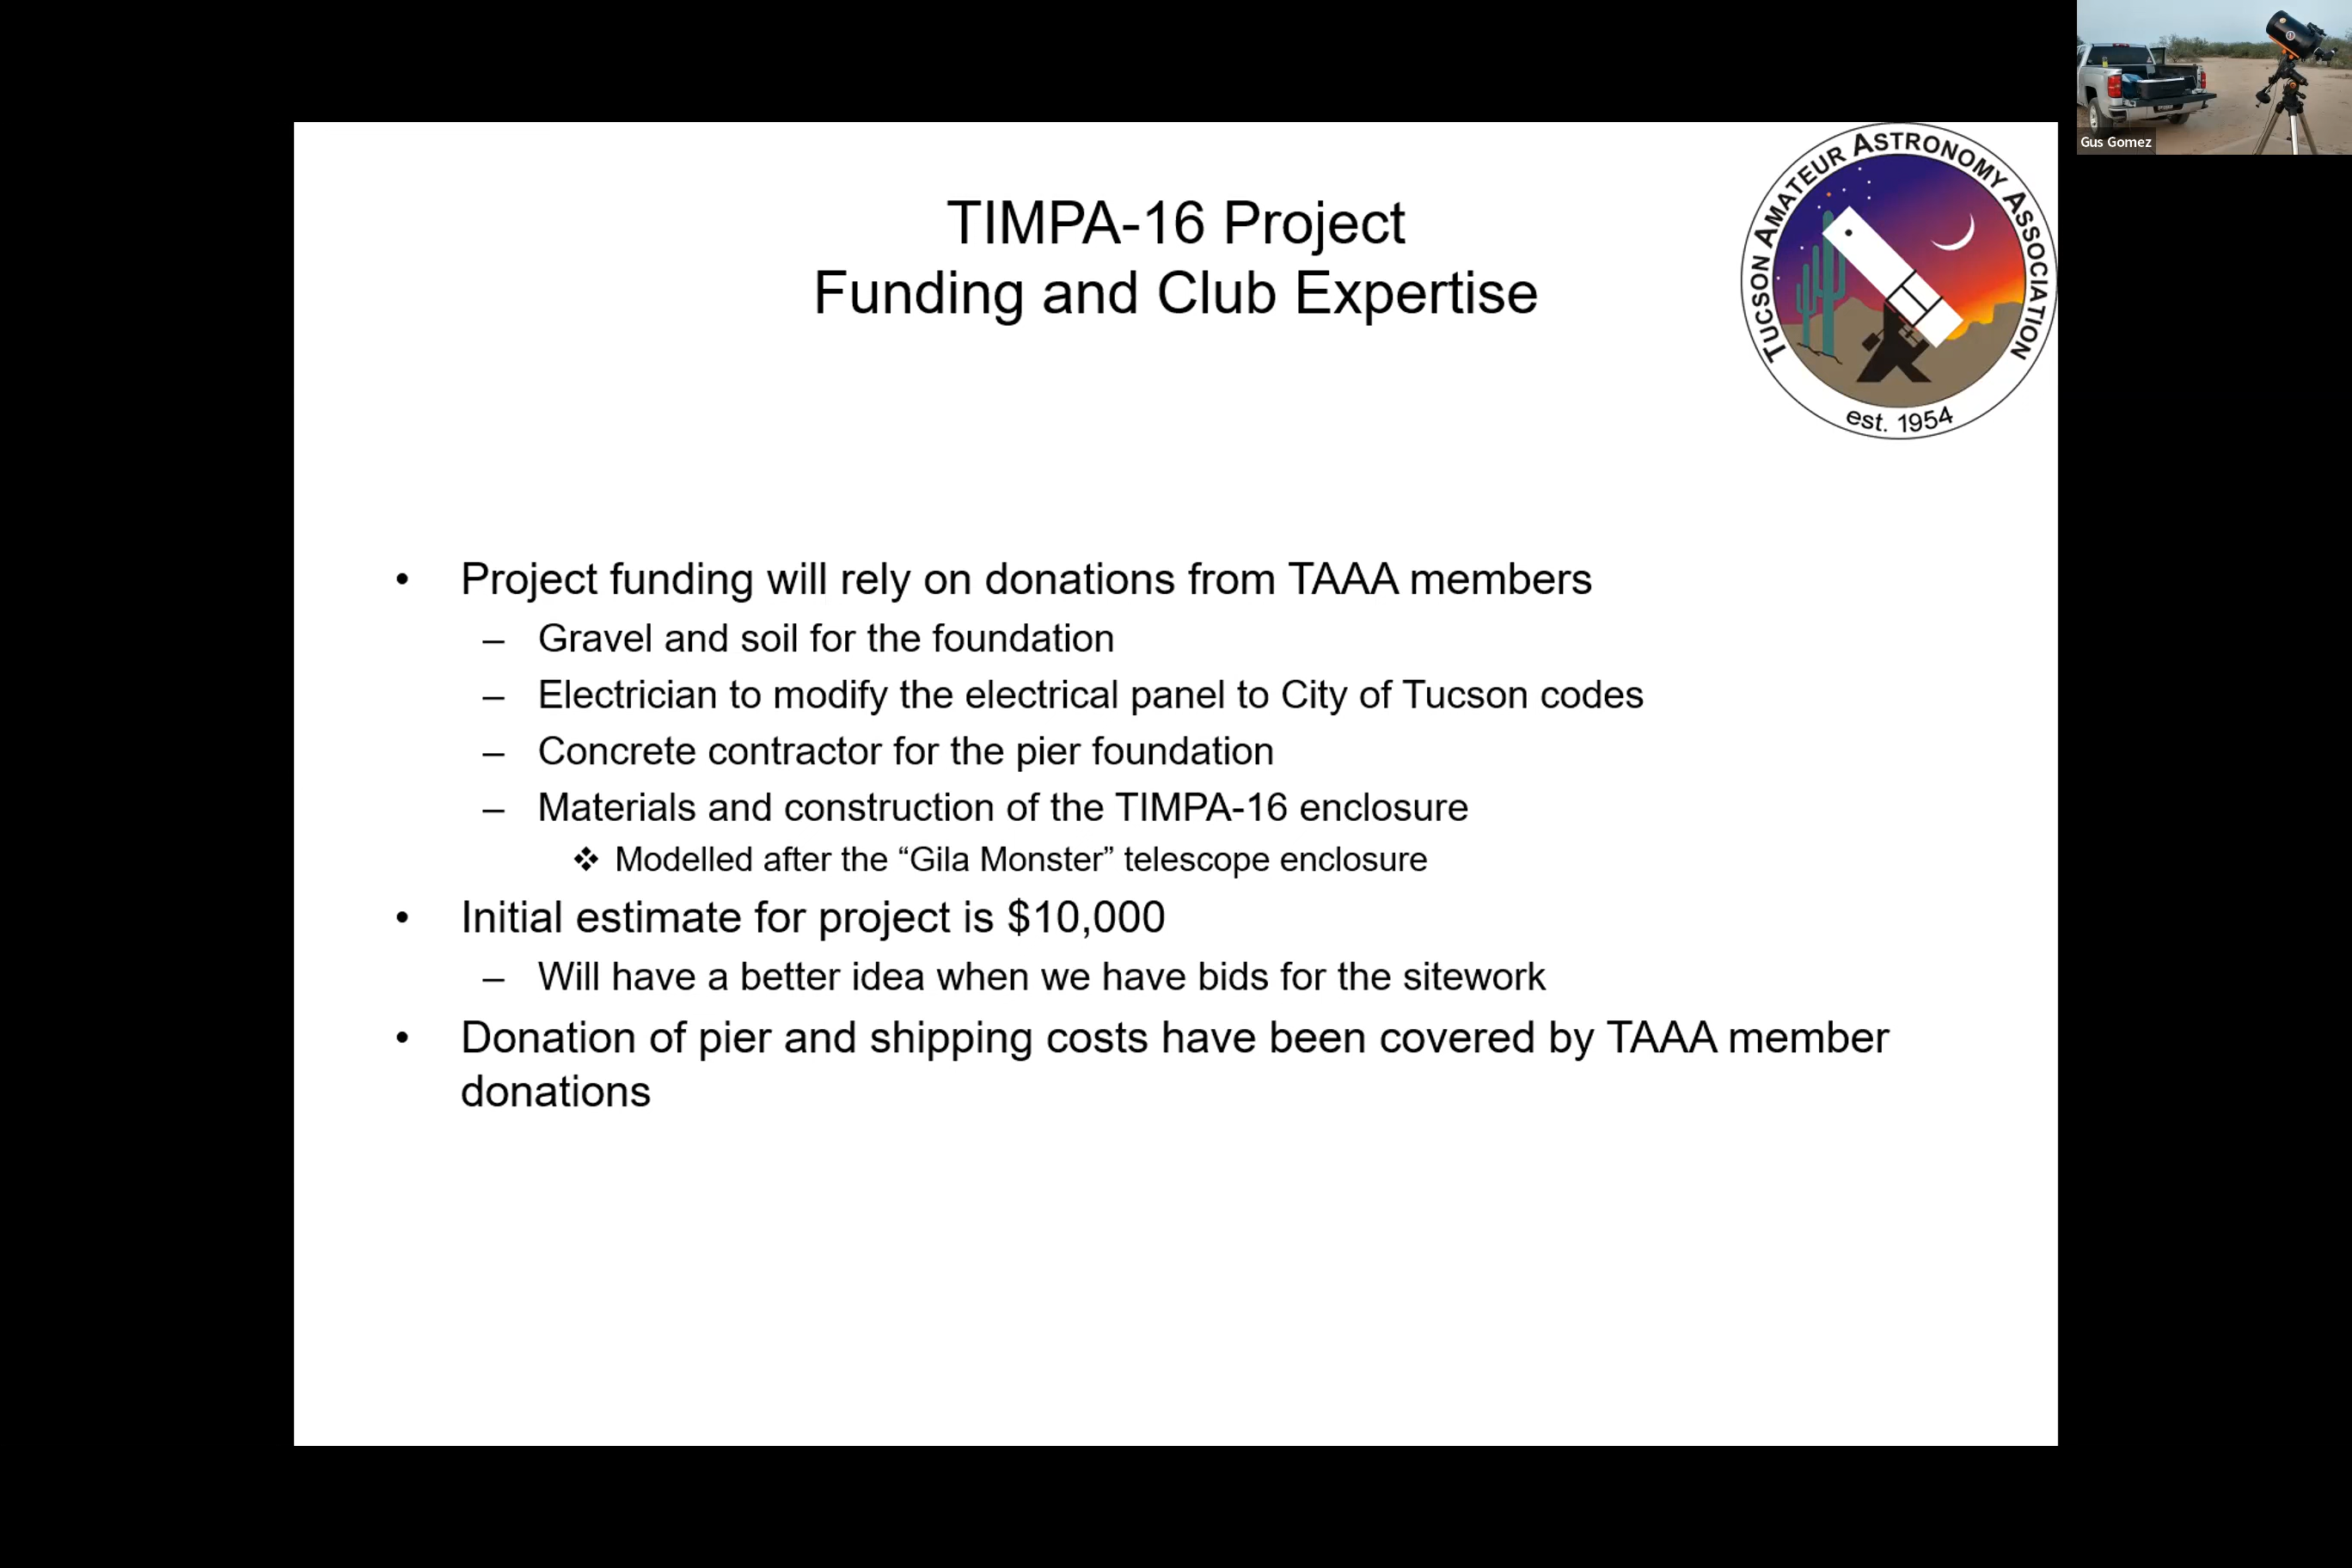 Gus Gomez
TUCSON AMATEUR ASTRONOMY ASSOCIATION
est. 1954
TIMPA-16 Project
Funding and Club Expertise
• Project funding will rely on donations from TAAA members
– Gravel and soil for the foundation
– Electrician to modify the electrical panel to City of Tucson codes
– Concrete contractor for the pier foundation
– Materials and construction of the TIMPA-16 enclosure
❖ Modelled after the “Gila Monster” telescope enclosure
• Initial estimate for project is $10,000
– Will have a better idea when we have bids for the sitework
• Donation of pier and shipping costs have been covered by TAAA member
donations